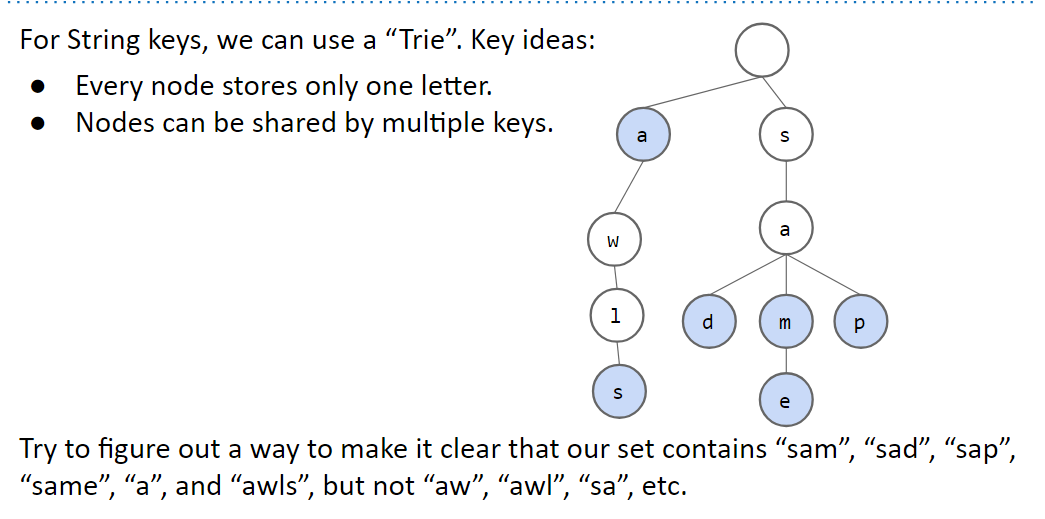 For String keys, we can use a “Trie”. Key ideas:
● Every node stores only one letter.
● Nodes can be shared by multiple keys.
a
s
w
a
l
d
m
p
s
e
Try to figure out a way to make it clear that our set contains “sam”, “sad”, “sap”,
“same”, “a”, and “awls”, but not “aw”, “awl”, “sa”, etc.